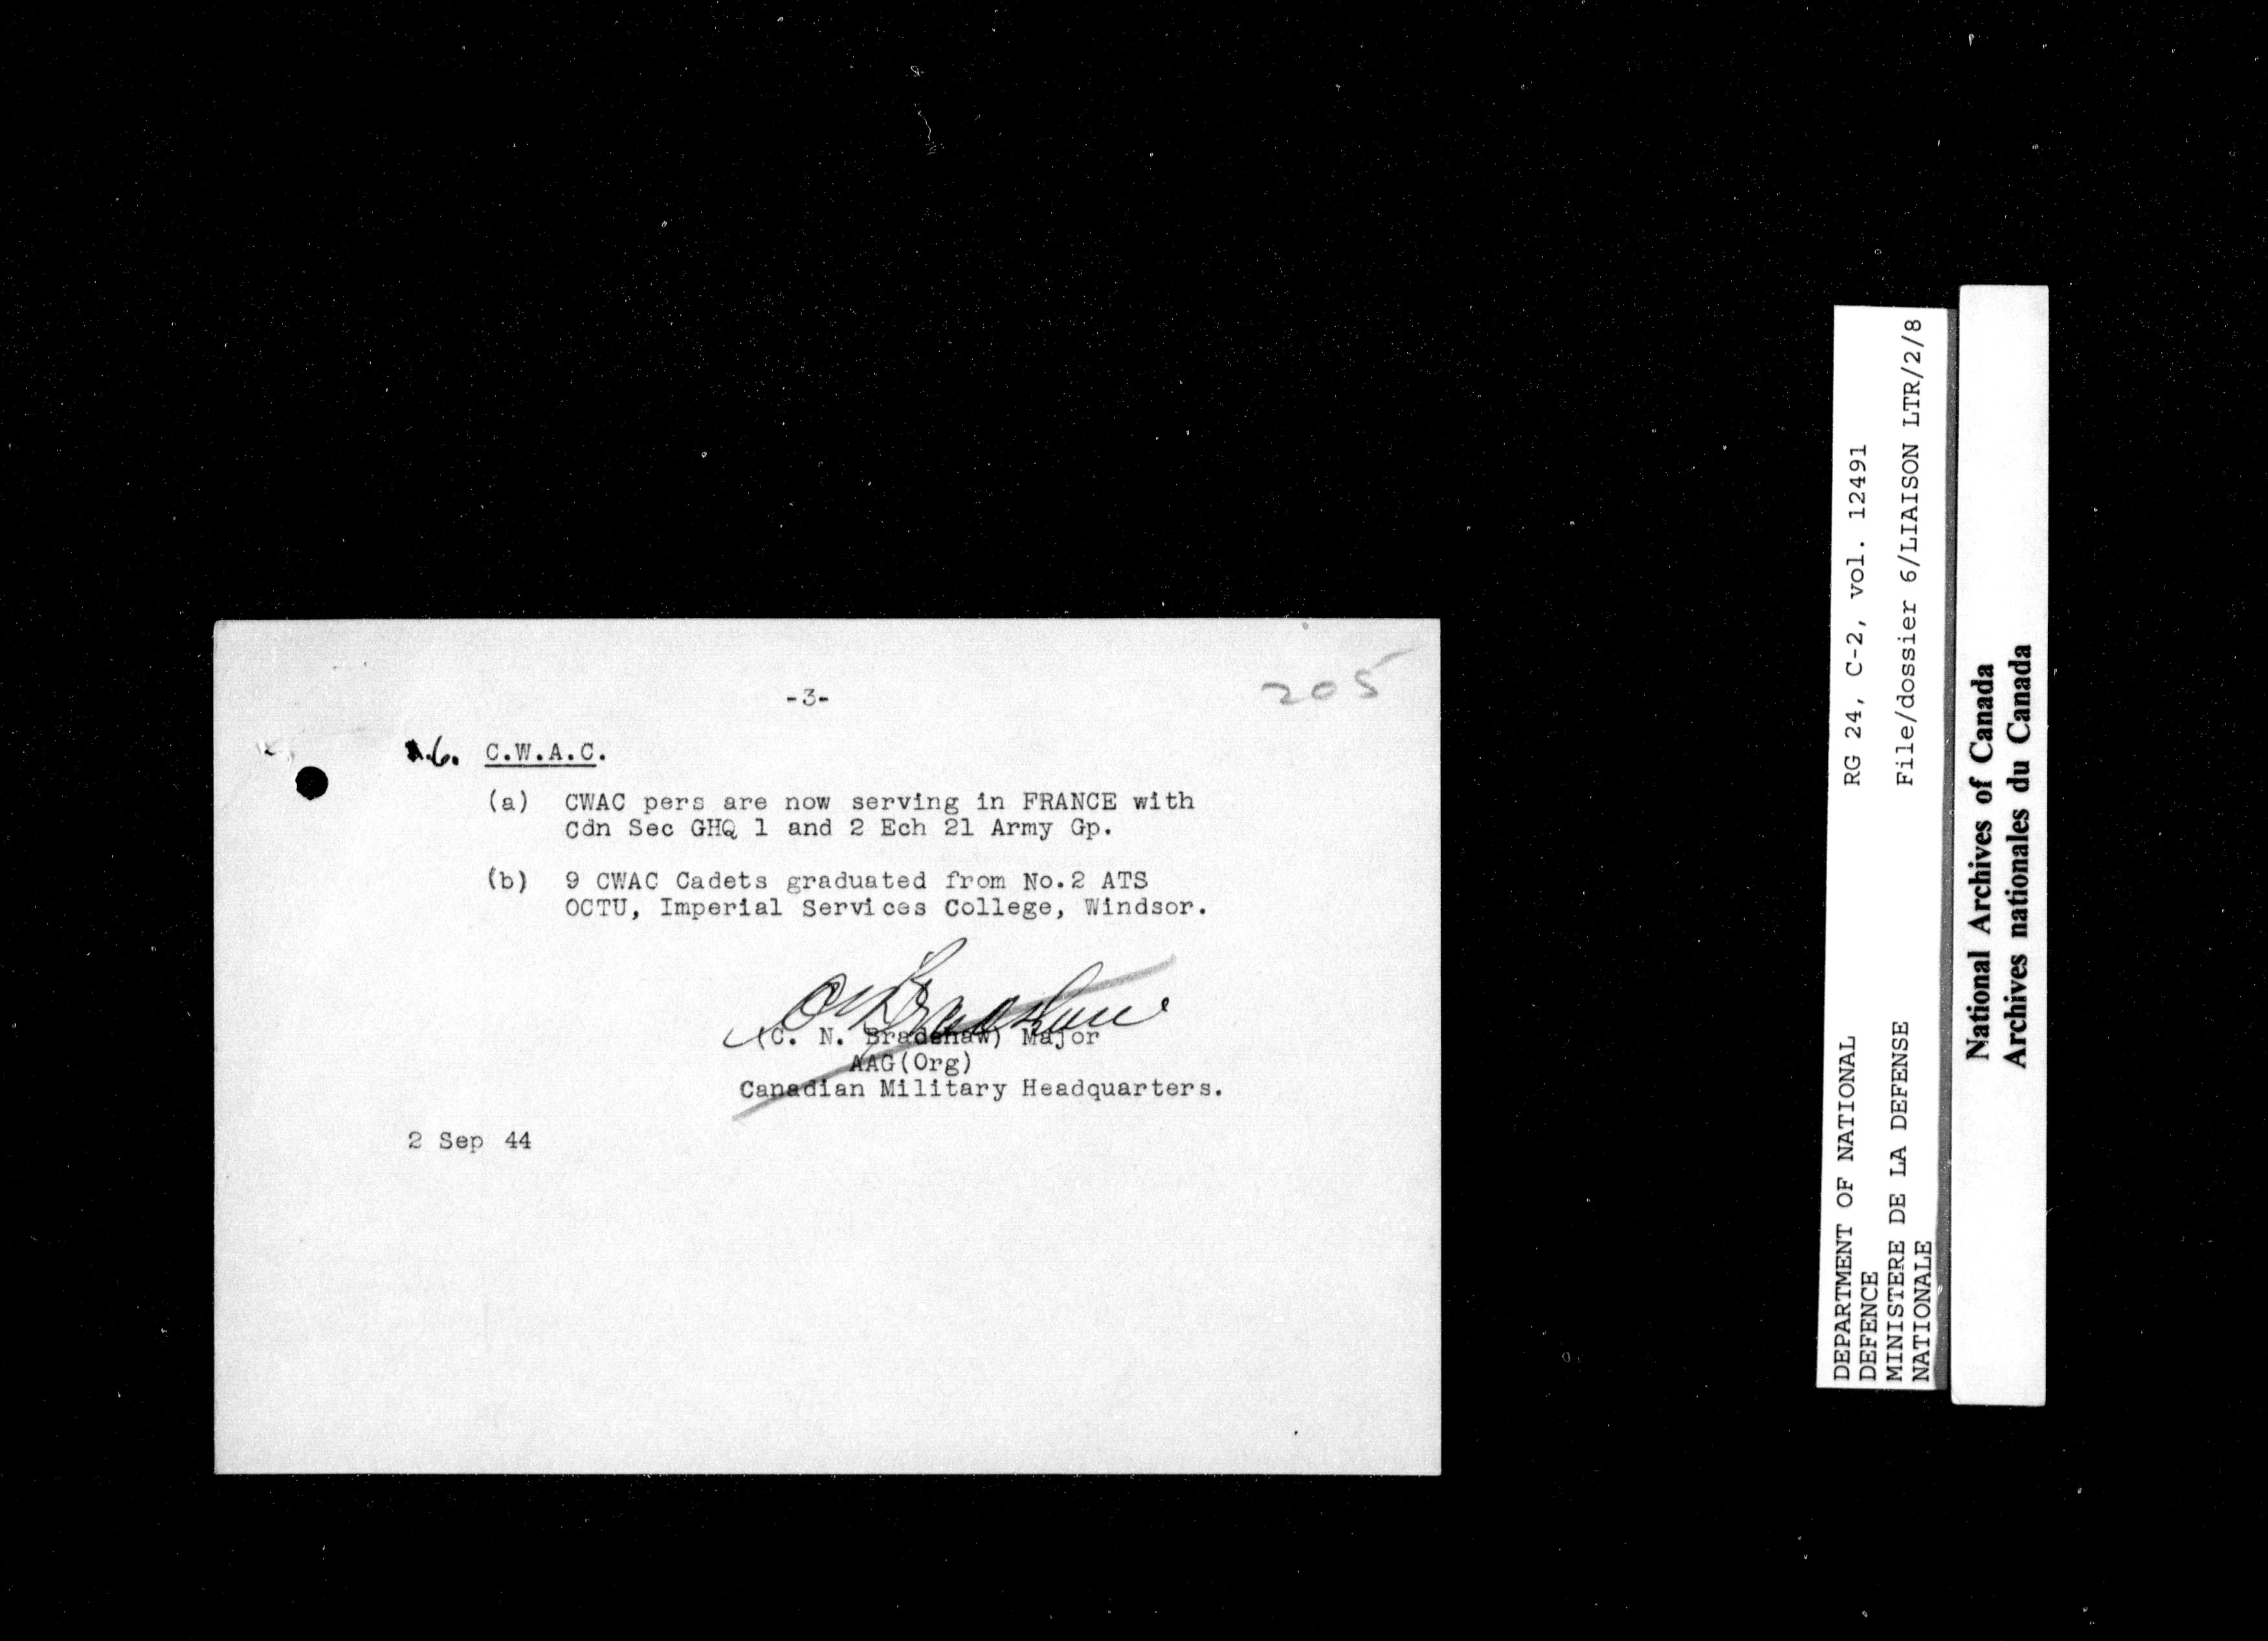 -3-
205
6. C.W.A.C.
(a) CWAC pers are now serving in FRANCE with
Cdn Sec GHQ 1 and 2 Ech 21 Army Gp.
(b) 9 CWAC Cadets graduated from No.2 ATS
OCTU, Imperial Services College, Windsor.
C N Bradshaw
(C. N. Bradshaw) Major
AAG(Org)
Canadian Military Headquarters.
2 Sep 44
DEPARTMENT OF NATIONAL
DEFENCE
MINISTERE DE LA DEFENSE
NATIONALE
RG 24, C-2, vol. 12491
File/dossier 6/LIAISON LTR/2/8
National Archives of Canada
Archives nationales du Canada